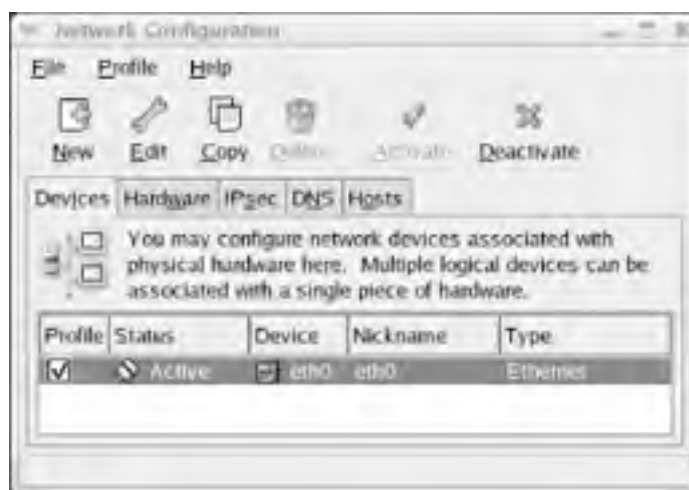 Network Configuration
File Profile Help
New Edit Copy Delete Activate Deactivate
Devices Hardware IPsec DNS Hosts
You may configure network devices associated with
physical hardware here. Multiple logical devices can be
associated with a single piece of hardware.
Profile Status Device Nickname Type
Active eth0 eth0 Ethernet